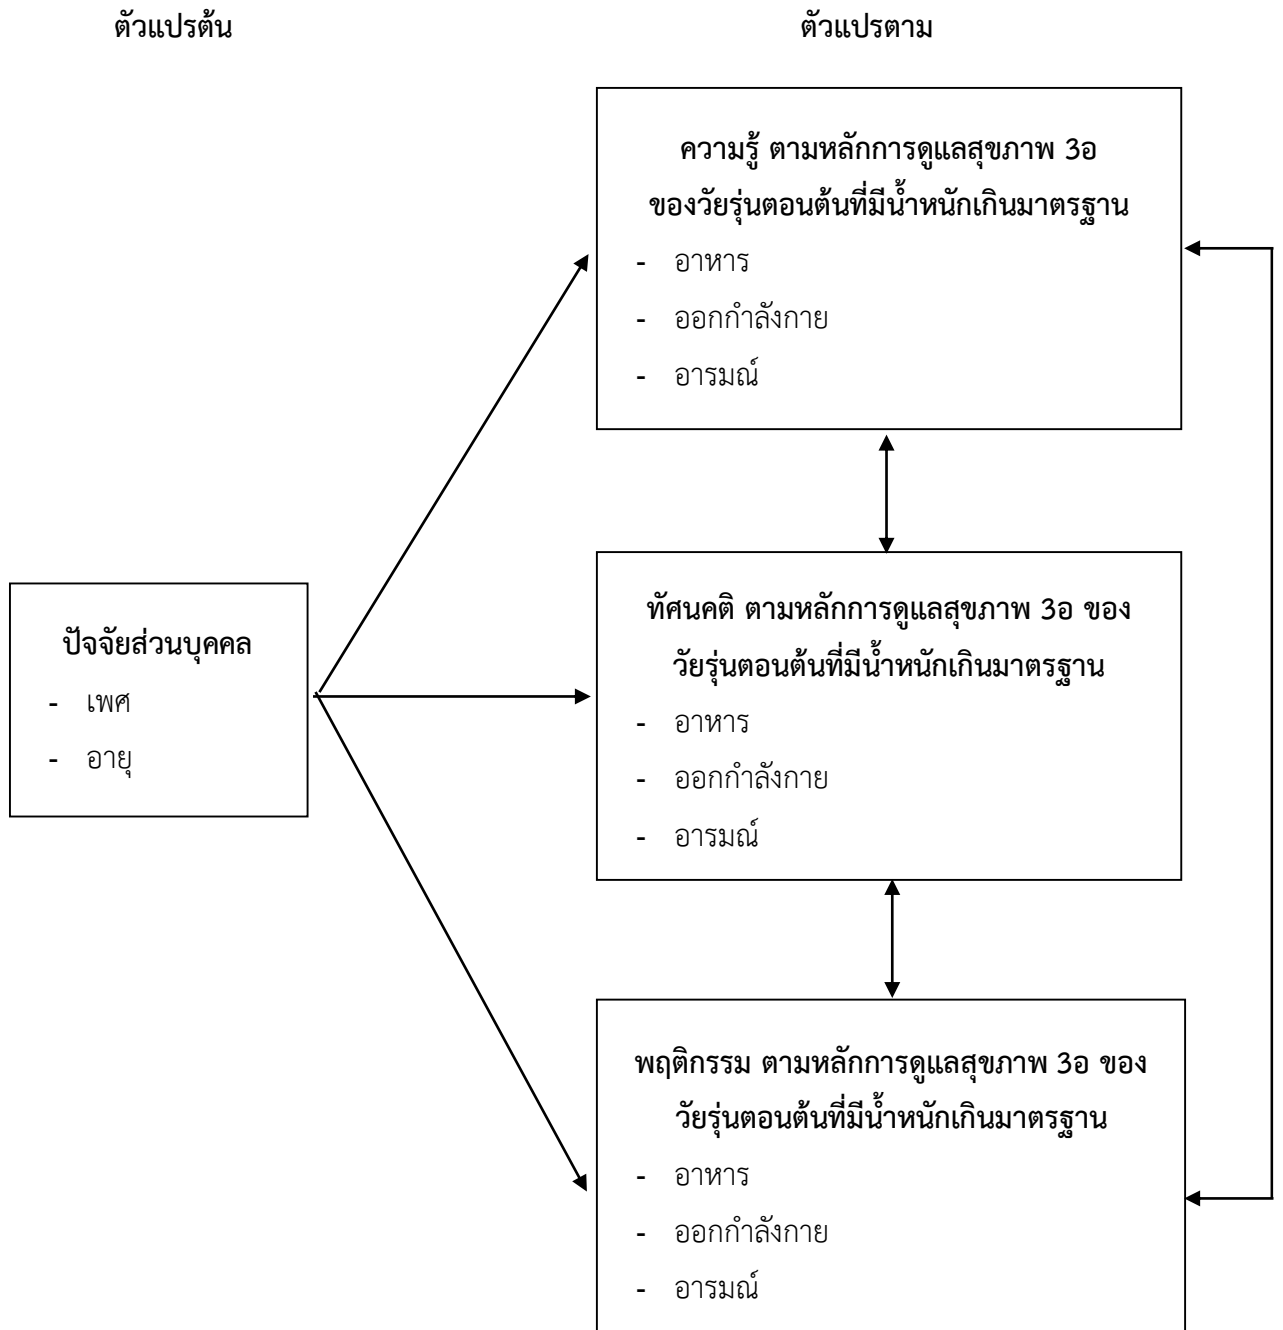 ตัวแปรต้น
ตัวแปรตาม
ความรู้ ตามหลักการดูแลสุขภาพ 3อ
ของวัยรุ่นตอนต้นที่มีน้ำหนักเกินมาตรฐาน
- อาหาร
- ออกกำลังกาย
- อารมณ์
ปัจจัยส่วนบุคคล
- เพศ
- อายุ
ทัศนคติ ตามหลักการดูแลสุขภาพ 3อ ของ
วัยรุ่นตอนต้นที่มีน้ำหนักเกินมาตรฐาน
- อาหาร
- ออกกำลังกาย
- อารมณ์
พฤติกรรม ตามหลักการดูแลสุขภาพ 3อ ของ
วัยรุ่นตอนต้นที่มีน้ำหนักเกินมาตรฐาน
- อาหาร
- ออกกำลังกาย
- อารมณ์